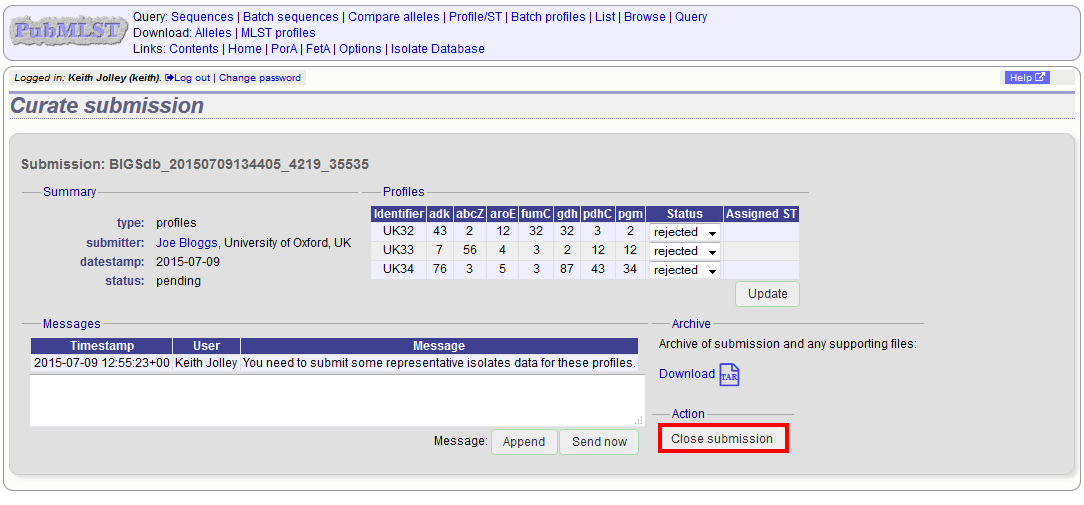 PubMLST
Query: Sequences | Batch sequences | Compare alleles | Profile/ST | Batch profiles | List | Browse | Query
Download: Alleles | MLST profiles
Links: Contents | Home | PorA | FetA | Options | Isolate Database
Logged in: Keith Jolley (keith). Log out | Change password
Help
Curate submission
Submission: BIGSdb_20150709134405_4219_35535
Summary
type: profiles
submitter: Joe Bloggs, University of Oxford, UK
datestamp: 2015-07-09
status: pending
Profiles
Identifier adk abcZ aroE fumC gdh pdhC pgm Status Assigned ST
UK32 43 2 12 32 32 3 2 rejected
UK33 7 56 4 3 2 12 12 rejected
UK34 76 3 5 3 87 43 34 rejected
Update
Messages
Timestamp User Message
2015-07-09 12:55:23+00 Keith Jolley You need to submit some representative isolates data for these profiles.
Message: Append Send now
Archive
Archive of submission and any supporting files:
Download TAR
Action
Close submission